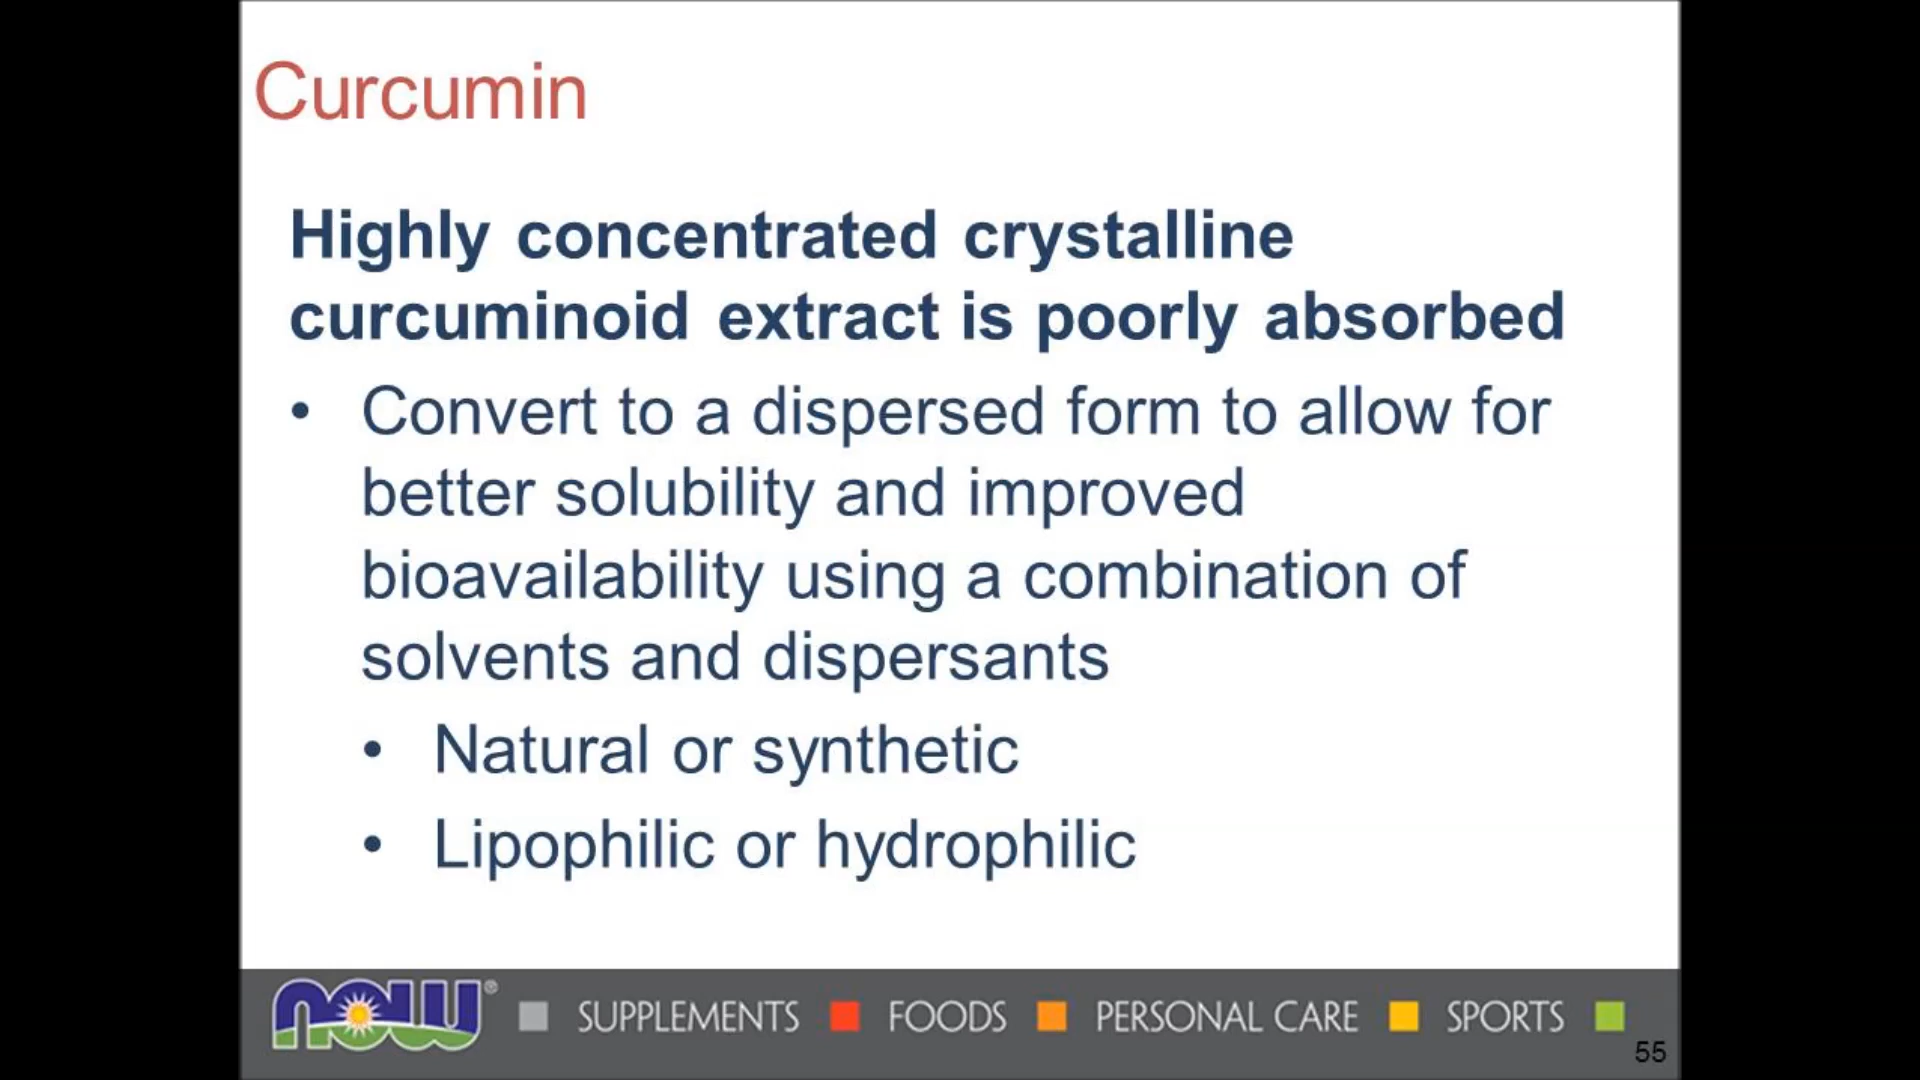 Curcumin
Highly concentrated crystalline
curcuminoid extract is poorly absorbed
• Convert to a dispersed form to allow for
better solubility and improved
bioavailability using a combination of
solvents and dispersants
• Natural or synthetic
• Lipophilic or hydrophilic
now® SUPPLEMENTS FOODS PERSONAL CARE SPORTS
55